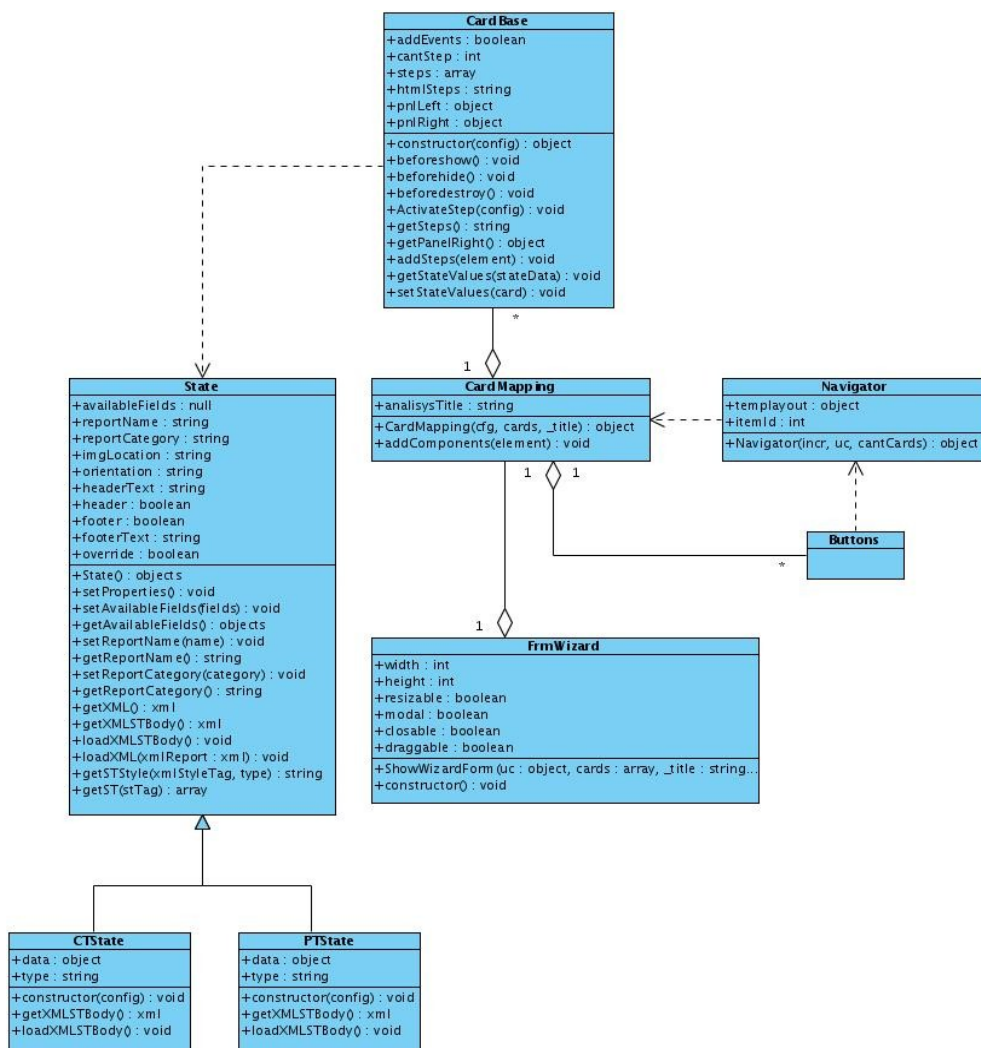 CardBase
+addEvents : boolean
+cantStep : int
+steps : array
+htmlSteps : string
+pnlLeft : object
+pnlRight : object
+constructor(config) : object
+beforeshow() : void
+beforehide() : void
+beforedestroy() : void
+ActivateStep(config) : void
+getSteps() : string
+getPanelRight() : object
+addSteps(element) : void
+getStateValues(stateData) : void
+setStateValues(card) : void
*
1
State
+availableFields : null
+reportName : string
+reportCategory : string
+imgLocation : string
+orientation : string
+headerText : string
+header : boolean
+footer : boolean
+footerText : string
+override : boolean
+State() : objects
+setProperties() : void
+setAvailableFields(fields) : void
+getAvailableFields() : objects
+setReportName(name) : void
+getReportName() : string
+setReportCategory(category) : void
+getReportCategory() : string
+getXML() : xml
+getXMLSTBody() : xml
+loadXMLSTBody() : void
+loadXML(xmlReport : xml) : void
+getSTStyle(xmlStyleTag, type) : string
+getST(stTag) : array
CardMapping
+analisysTitle : string
+CardMapping(cfg, cards, _title) : object
+addComponents(element) : void
1
1
Navigator
+templayout : object
+itemId : int
+Navigator(incr, uc, cantCards) : object
Buttons
*
1
FrmWizard
+width : int
+height : int
+resizable : boolean
+modal : boolean
+closable : boolean
+draggable : boolean
+ShowWizardForm(uc : object, cards : array, _title : string...
+constructor() : void
CTState
+data : object
+type : string
+constructor(config) : void
+getXMLSTBody() : xml
+loadXMLSTBody() : void
PTState
+data : object
+type : string
+constructor(config) : void
+getXMLSTBody() : xml
+loadXMLSTBody() : void